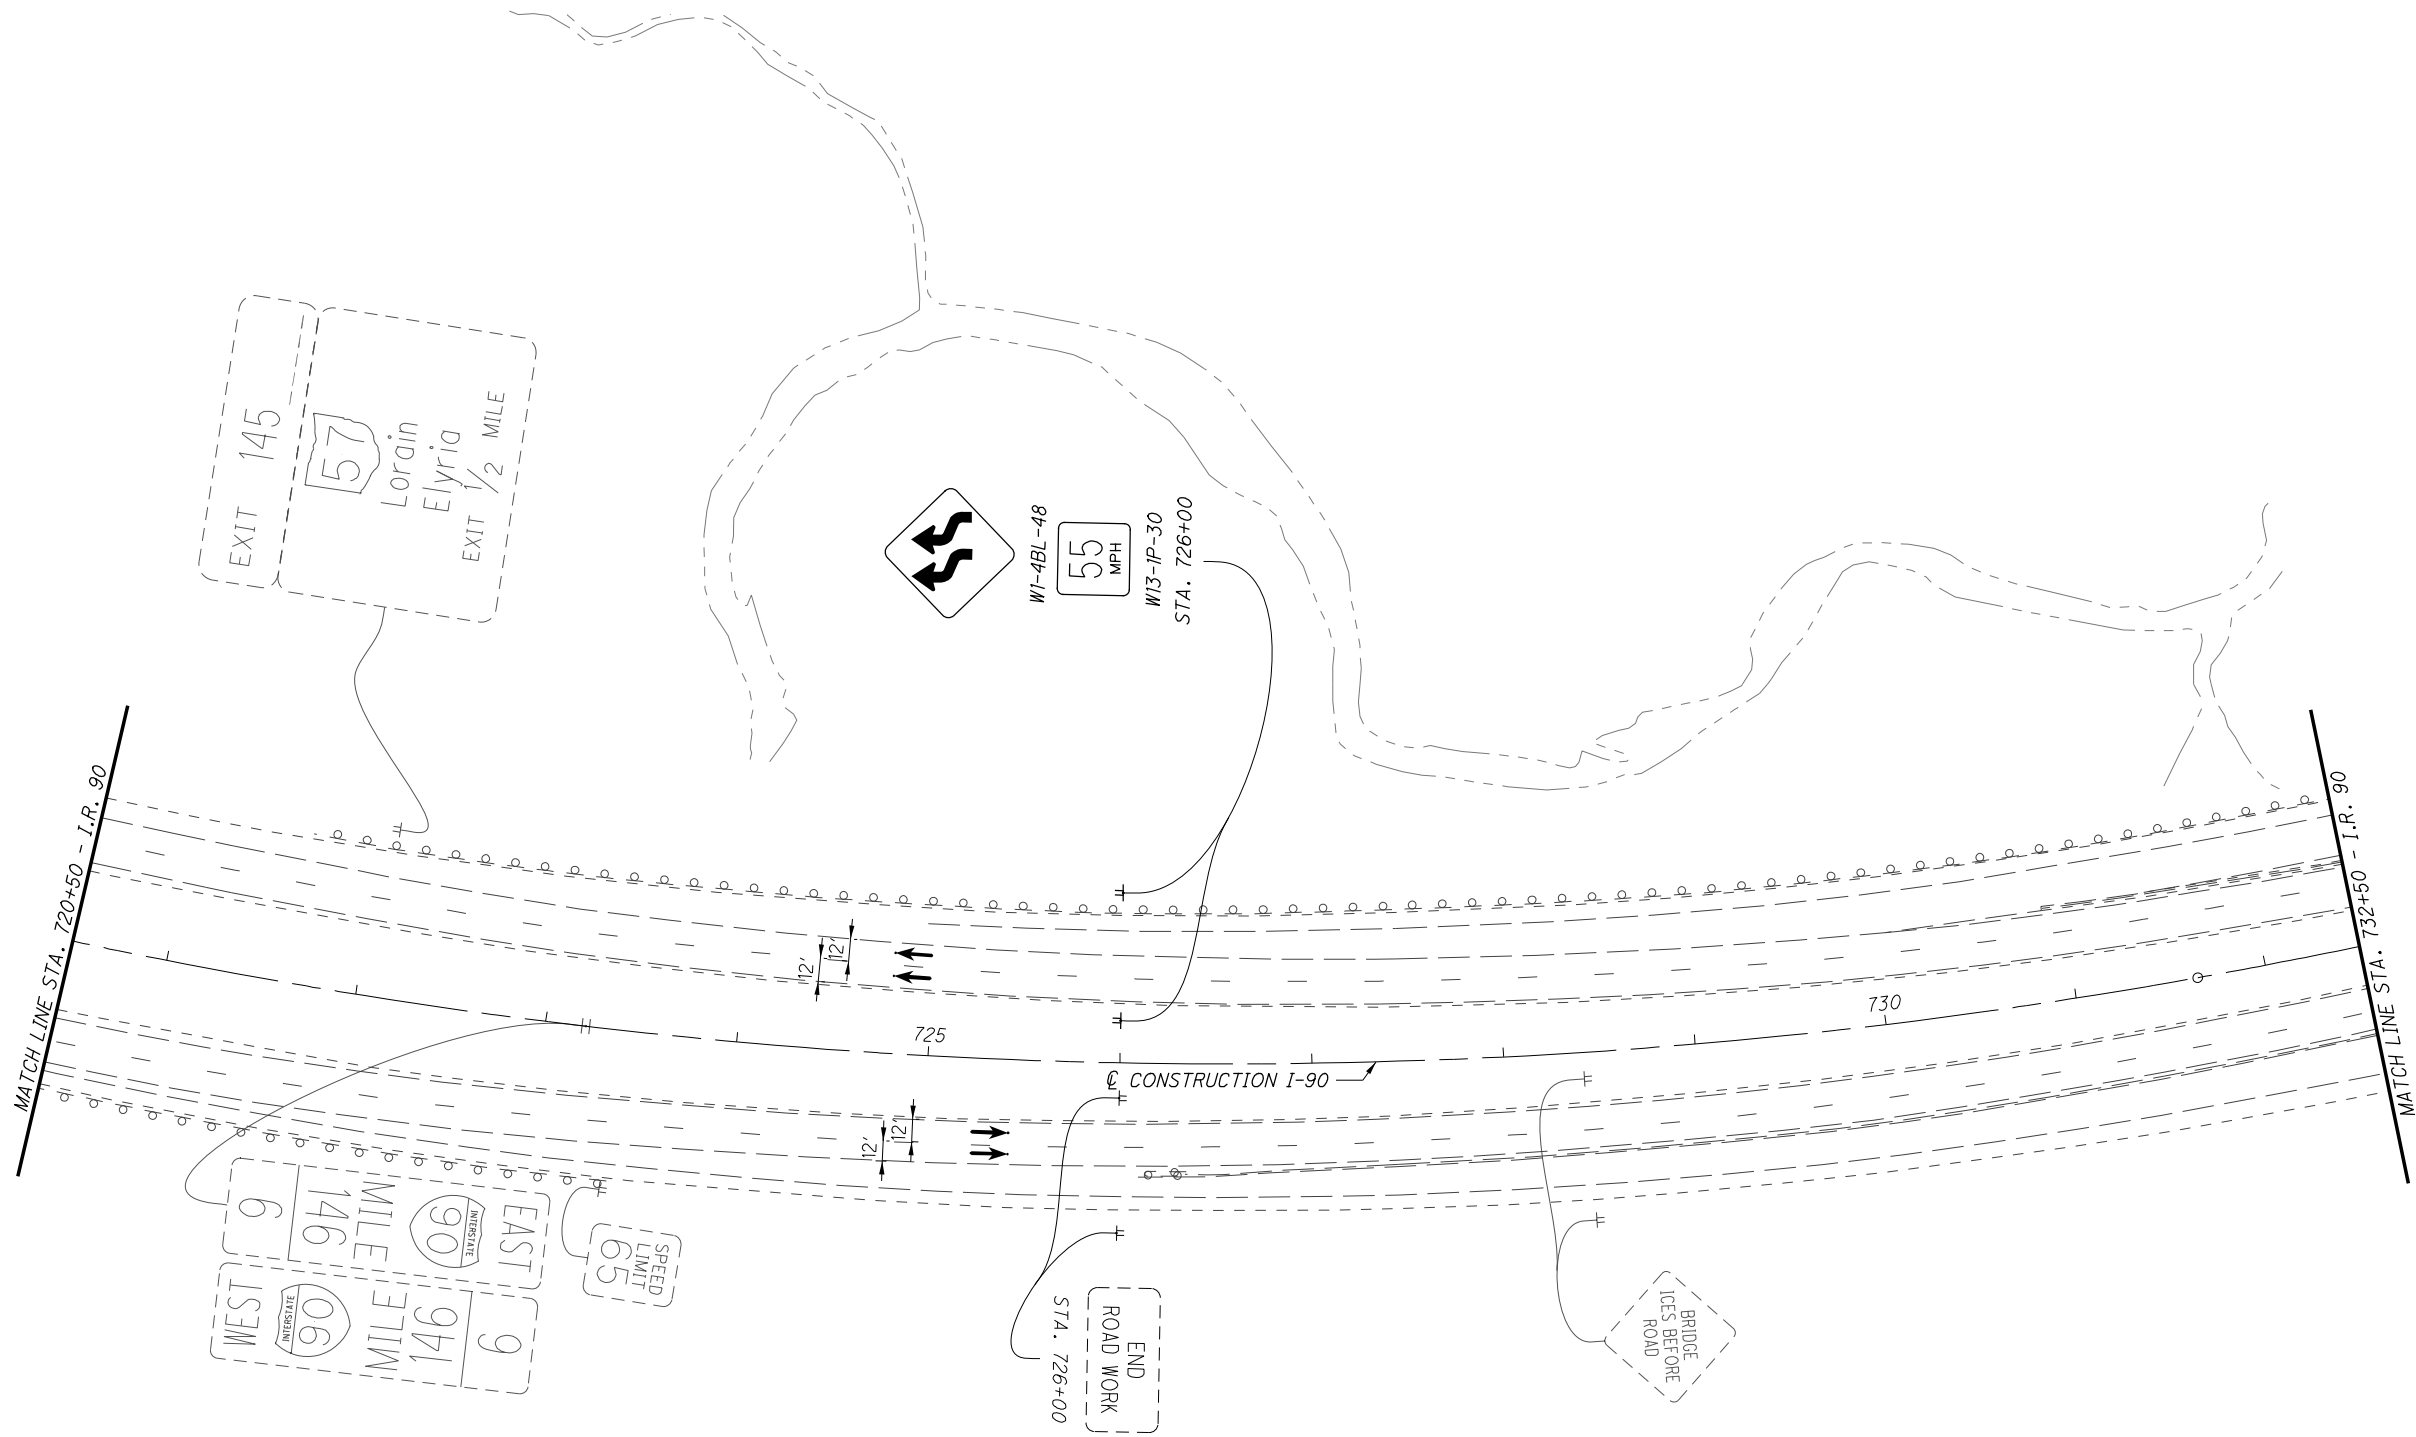 EXIT 145
57
Lorain
Elyria
EXIT 1/2 MILE
W1-4BL-48
55
MPH
W13-1P-30
STA. 726+00
MATCH LINE STA. 720+50 - I.R. 90
MATCH LINE STA. 732+50 - I.R. 90
12'
12'
725
730
℄ CONSTRUCTION I-90
12'
12'
EAST
INTERSTATE
90
MILE
146
6
WEST
INTERSTATE
90
MILE
146
6
SPEED
LIMIT
65
END
ROAD WORK
STA. 726+00
BRIDGE
ICES BEFORE
ROAD